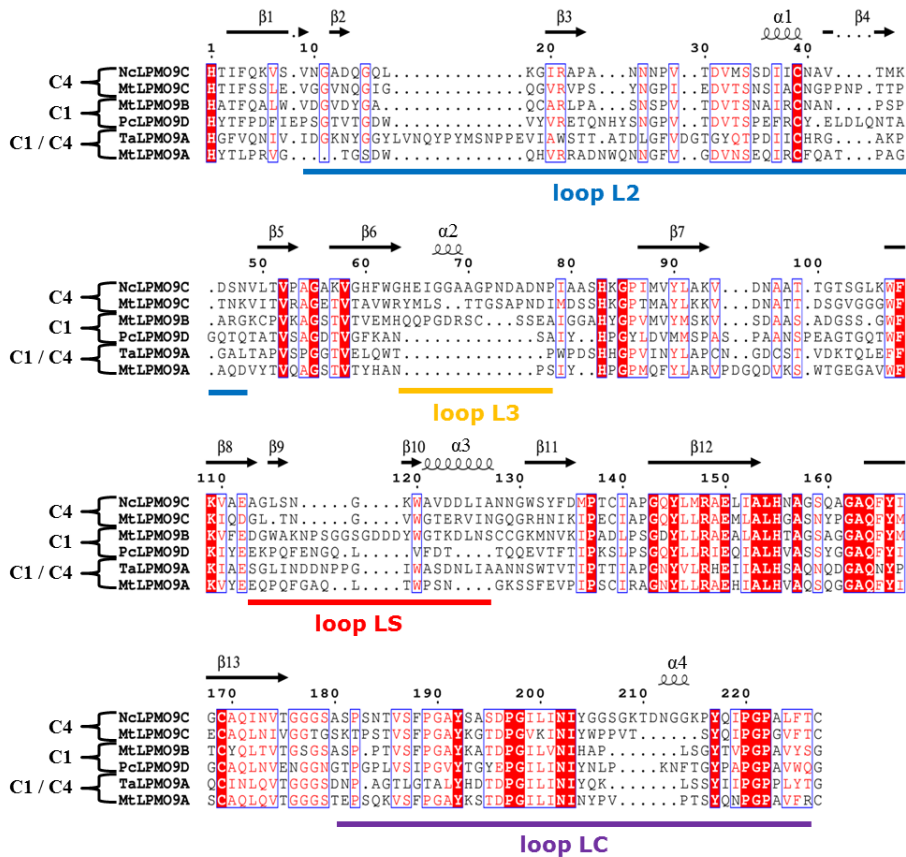 β1 β2 β3 α1 β4
1 10 20 30 40
C4 NcLPMO9C HTIFQKVS.VNGADQGQL.............KGIRAPA..NNNPV..TDVMSSDIICNAV....TMK
MtLPMO9C HTIFSSLE.VGGVNQGIG.............QGVRVPS..YNGPI..EDVTSNSIACNGPPNP.TTP
C1 MtLPMO9B HATFQALW.VDGVDYGAQ.............CARLPA..SNSPV..TDVTSNAIRCNAN....PSP
PcLPMO9D HYTFPDFIEPSGTVTGDW.............VYVRETQNHYSNGPV..TDVTSPEFRCYELDLQNTA
C1 / C4 TaLPMO9A HGFVQNIV.IDGKNYGGYLVNQYPYMSNPPEVIAWSTT.ATDLGFVDGTGYQTPDIICHRG....AKP
MtLPMO9A HYTLPRVG....TGSDW.............QHVRRADNWQNNGFV..GDVNSEQIRCFQAT...PAG
loop L2
β5 β6 α2 β7
50 60 70 80 90 100
C4 NcLPMO9C .DSNVLTVPAGAKVGHFWGHEIGGAAGPNDADNPIAASHKGPIMVYLAKV..DNAAT.TGTSGLKWF
MtLPMO9C .TNKVITVRAGETVTAVWRYMLS.TTGSAPNDIMDSSHKGPTMAYLKKV..DNATT.DSGVGGGWF
C1 MtLPMO9B .ARGKCPVKAGSTVTVEMHQQPGDRSC..SSEAIGGAHYGPVMVYMSKV..SDAAS.ADGSS.GWF
PcLPMO9D GQTQTATVSAGDTVGFKAN...............SAIY.HPGYLDVMMSPAS..PAANSPEAGTGQTWF
C1 / C4 TaLPMO9A .GALTAPVSPGGTVELQWT..............PWPDSHHGPVINYLAPCN..GDCST.VDKTQLEFF
MtLPMO9A .AQDVYTVQAGSTVTYHAN...............PSIY.HPGPMQFYLARVPDGQDVKS.WTGEGAVWF
loop L3
β8 β9 β10 α3 β11 β12
110 120 130 140 150 160
C4 NcLPMO9C KVAEAGLSN.....G...KWAVDDLIANNGWSYFDMPTCIAPGQYLMRAELIALHNAGSQAGAQFYI
MtLPMO9C KIQDGL.TN.....G...VWGTERVINGQGRHNIKIPECIAPGQYLLRAEMLALHGASNYPGAQFYM
C1 MtLPMO9B KVFEDGWAKNPSGGSGDDDYWGTKDLNSCCGKMNVKIPADLPSGDYLLRAEALALHTAGSAGGAQFYM
PcLPMO9D KIYEEKPQFENGQ..L...VFDT....TQQEVTFTIPKSLPSGQYLLRIEQIALHVASSYGGAQFYI
C1 / C4 TaLPMO9A KIAESGLINDDNPPG...IWASDNLIAANNSWTVTIPTTIAPGNYVLRHEIIALHSAQNQDGAQNYP
MtLPMO9A KVYEEQPQFGAQ..L...TWPSN....GKSSFEVPIPSCIRAGNYLLRAEHIALHVAQSQGGAQFYI
loop LS
β13 α4
170 180 190 200 210 220
C4 NcLPMO9C GCAQINVTGGGSASPSNTVSFPGAYSASDPGILINIYGGSGKTDNGGKPYQIPGPALFTC
MtLPMO9C ECAQLNIVGGTGSKTPSTVSFPGAYKGTDPGVKINIYWPPVT.....SYQIPGPGVFTC
C1 MtLPMO9B TCYQLTVTGSGSASP.PTVSFPGAYKATDPGILVNIHAP......LSGYTVPGPAVYSG
PcLPMO9D GCAQLNVENGGNGTPGPLVSIPGVYTGYEPGILINIYNLP....KNFTGYPAPGPAVWQG
C1 / C4 TaLPMO9A QCINLQVTGGGSDNP.AGTLGTALYHDTDPGILINIYQK......LSSYIIPGPPLYTG
MtLPMO9A SCAQLQVTGGGSTEPSQKVSFPGAYKSTDPGILININYPV.....PTSYQNPGPAVFRC
loop LC